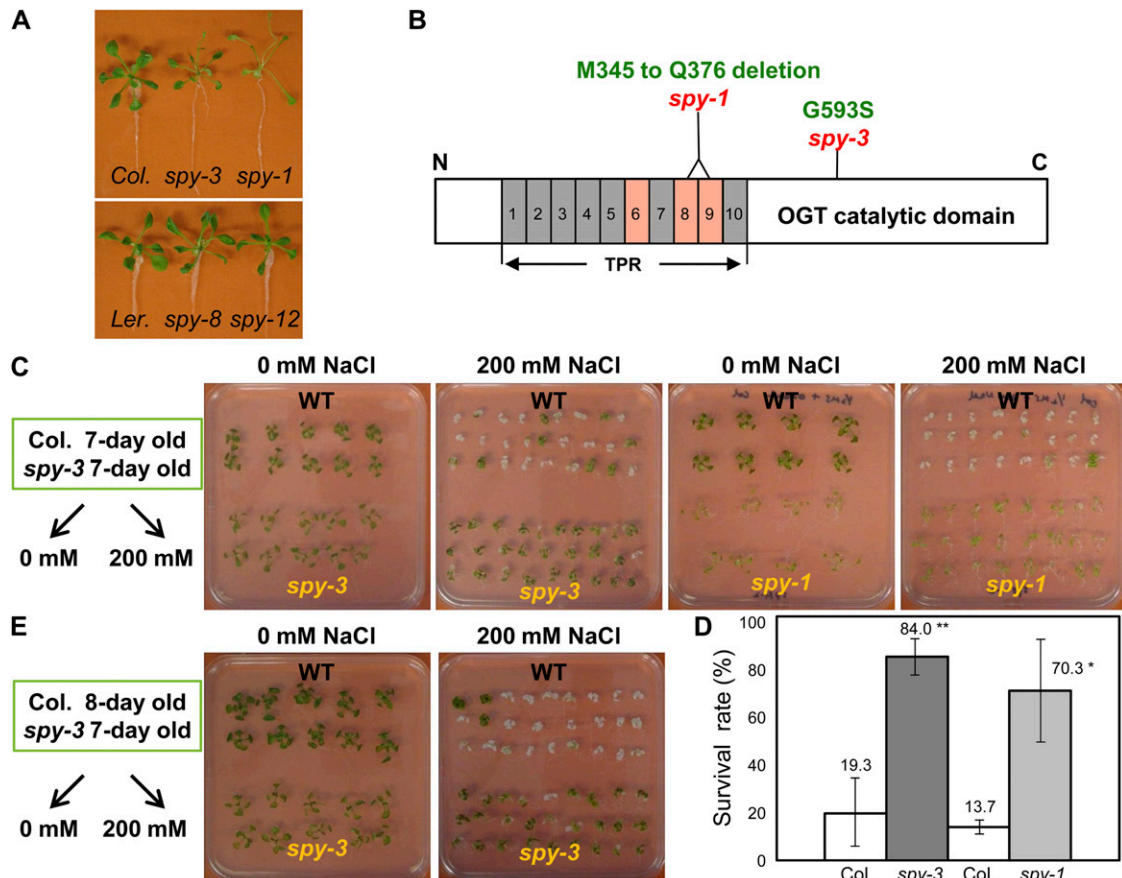 A
Col. spy-3 spy-1
Ler. spy-8 spy-12
B
M345 to Q376 deletion
spy-1
G593S
spy-3
N
C
1 2 3 4 5 6 7 8 9 10
OGT catalytic domain
TPR
C
0 mM NaCl
200 mM NaCl
0 mM NaCl
200 mM NaCl
Col. 7-day old
spy-3 7-day old
0 mM 200 mM
WT
WT
WT
WT
spy-3
spy-3
spy-1
spy-1
E
0 mM NaCl
200 mM NaCl
Col. 8-day old
spy-3 7-day old
0 mM 200 mM
WT
WT
spy-3
spy-3
D
Survival rate (%)
100
80
60
40
20
0
19.3
84.0 **
13.7
70.3 *
Col. spy-3 Col. spy-1